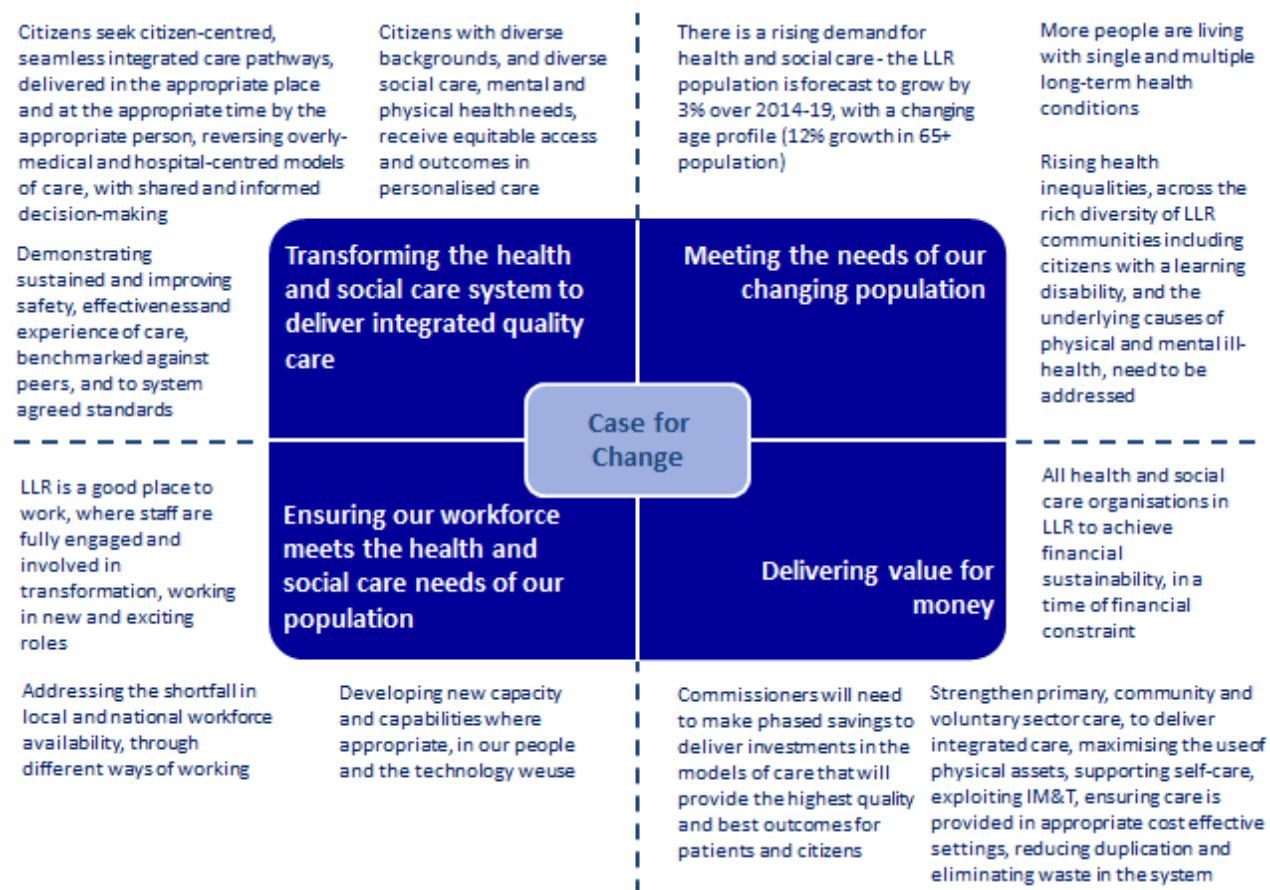 Citizens seek citizen-centred,
seamless integrated care pathways,
delivered in the appropriate place
and at the appropriate time by the
appropriate person, reversing overly-
medical and hospital-centred models
of care, with shared and informed
decision-making
Citizens with diverse
backgrounds, and diverse
social care, mental and
physical health needs,
receive equitable access
and outcomes in
personalised care
There is a rising demand for
health and social care - the LLR
population is forecast to grow by
3% over 2014-19, with a changing
age profile (12% growth in 65+
population)
More people are living
with single and multiple
long-term health
conditions
Rising health
inequalities, across the
rich diversity of LLR
communities including
citizens with a learning
disability, and the
underlying causes of
physical and mental ill-
health, need to be
addressed
Demonstrating
sustained and improving
safety, effectivenessand
experience of care,
benchmarked against
peers, and to system
agreed standards
Transforming the health
and social care system to
deliver integrated quality
care
Meeting the needs of our
changing population
Case for
Change
Ensuring our workforce
meets the health and
social care needs of our
population
Delivering value for
money
LLR is a good place to
work, where staff are
fully engaged and
involved in
transformation, working
in new and exciting
roles
All health and social
care organisations in
LLR to achieve
financial
sustainability, in a
time of financial
constraint
Addressing the shortfall in
local and national workforce
availability, through
different ways of working
Developing new capacity
and capabilities where
appropriate, in our people
and the technology weuse
Commissioners will need
to make phased savings to
deliver investments in the
models of care that will
provide the highest quality
and best outcomes for
patients and citizens
Strengthen primary, community and
voluntary sector care, to deliver
integrated care, maximising the useof
physical assets, supporting self-care,
exploiting IM&T, ensuring care is
provided in appropriate cost effective
settings, reducing duplication and
eliminating waste in the system